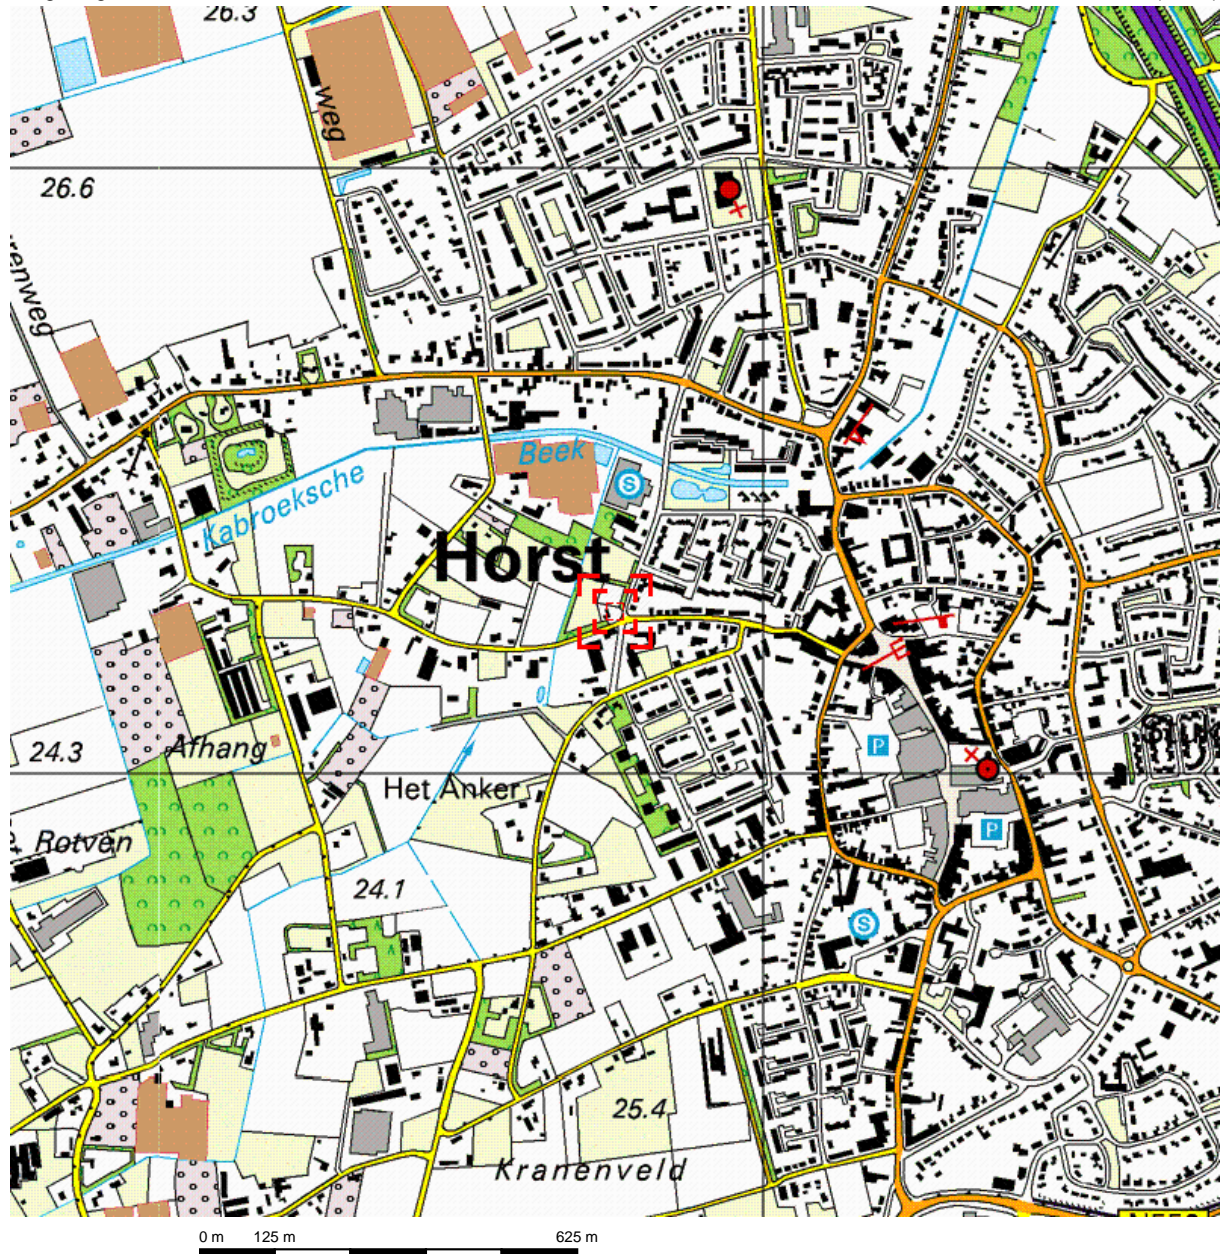 26.3
weg
26.6
renweg
Beek
S
Kabroeksche
Horst
24.3
Afhang
P
Het Anker
Rotven
P
24.1
S
25.4
Kranenveld
0 m 125 m 625 m